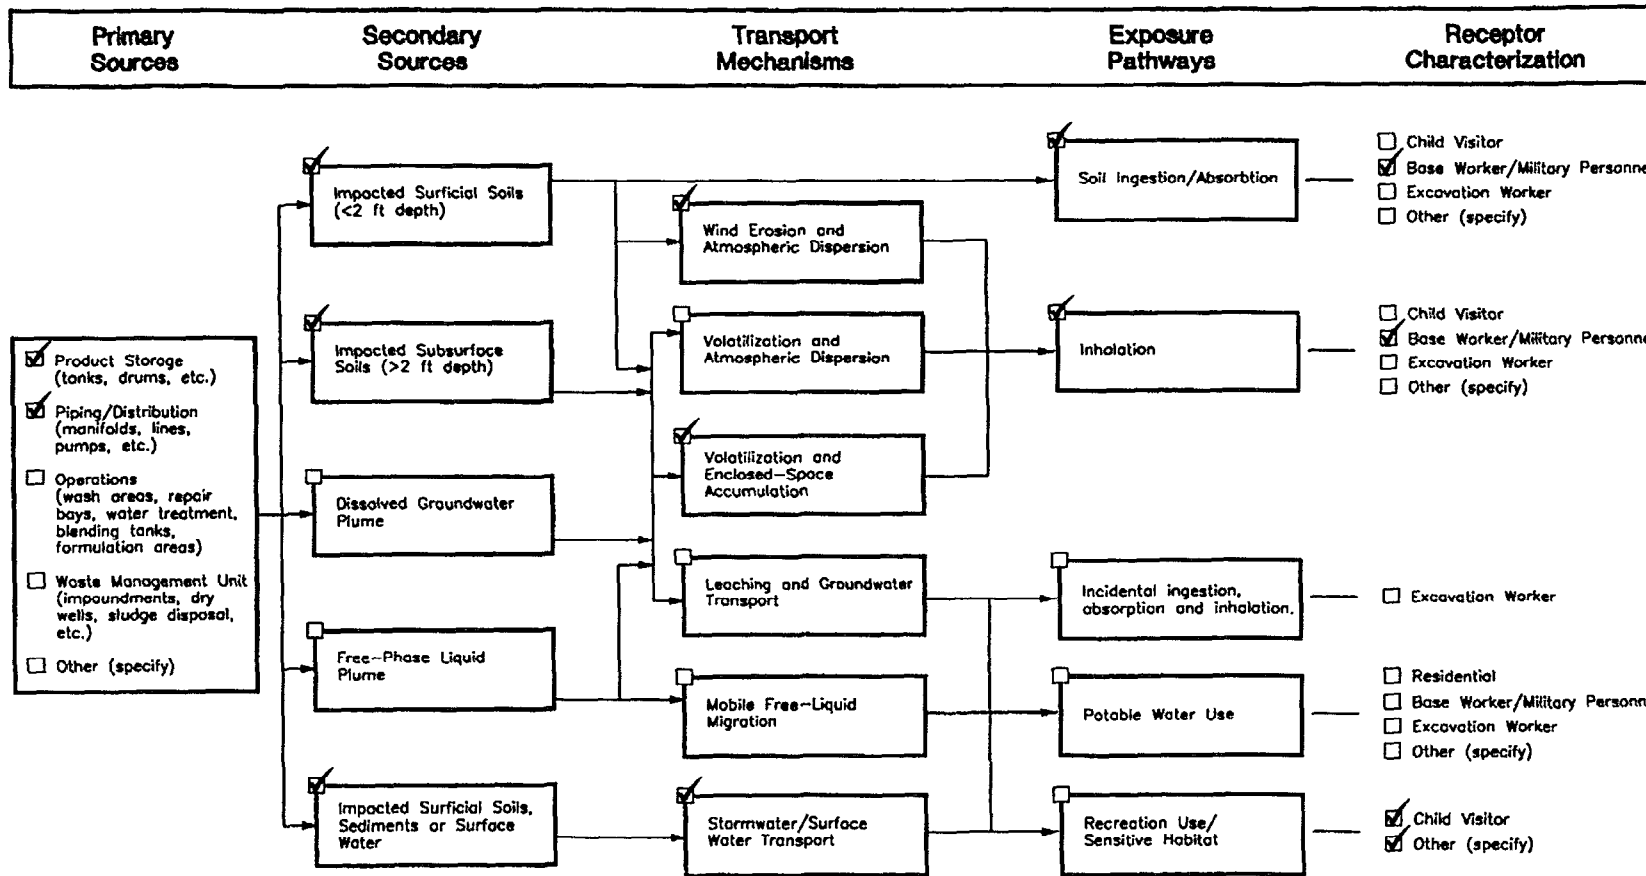 Primary
Sources
Secondary
Sources
Transport
Mechanisms
Exposure
Pathways
Receptor
Characterization
Product Storage
(tanks, drums, etc.)
Piping/Distribution
(manifolds, lines,
pumps, etc.)
Operations
(wash areas, repair
bays, water treatment,
blending tanks,
formulation areas)
Waste Management Unit
(impoundments, dry
wells, sludge disposal,
etc.)
Other (specify)
Impacted Surficial Soils
(<2 ft depth)
Impacted Subsurface
Soils (>2 ft depth)
Dissolved Groundwater
Plume
Free-Phase Liquid
Plume
Impacted Surficial Soils,
Sediments or Surface
Water
Wind Erosion and
Atmospheric Dispersion
Volatilization and
Atmospheric Dispersion
Volatilization and
Enclosed-Space
Accumulation
Leaching and Groundwater
Transport
Mobile Free-Liquid
Migration
Stormwater/Surface
Water Transport
Soil Ingestion/Absorbtion
Inhalation
Incidental ingestion,
absorption and inhalation.
Potable Water Use
Recreation Use/
Sensitive Habitat
Child Visitor
Base Worker/Military Personne
Excavation Worker
Other (specify)
Child Visitor
Base Worker/Military Personne
Excavation Worker
Other (specify)
Excavation Worker
Residential
Base Worker/Military Personn
Excavation Worker
Other (specify)
Child Visitor
Other (specify)